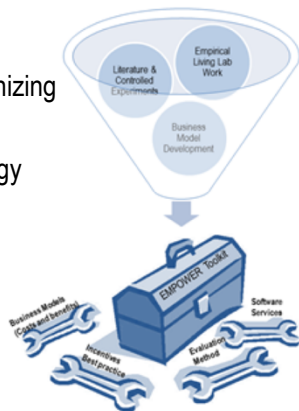 Empirical
Living Lab
Work
Literature &
Controlled
Experiments
nizing
Business
Model
Development
gy
EMPOWER Toolkit
Business Models
(Costs and benefits)
Software
Services
Incentives
Best practice
Evaluation
Method